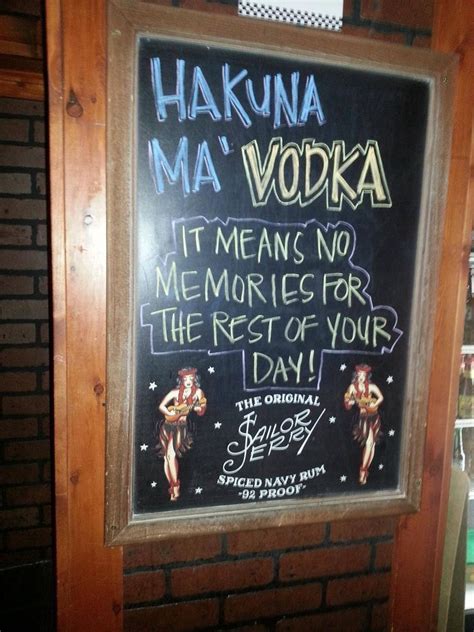 HAKUNA
MA' VODKA
IT MEANS NO
MEMORIES FOR
THE REST OF YOUR
DAY!
THE ORIGINAL
SAILOR
JERRY
SPICED NAVY RUM
-92 PROOF-